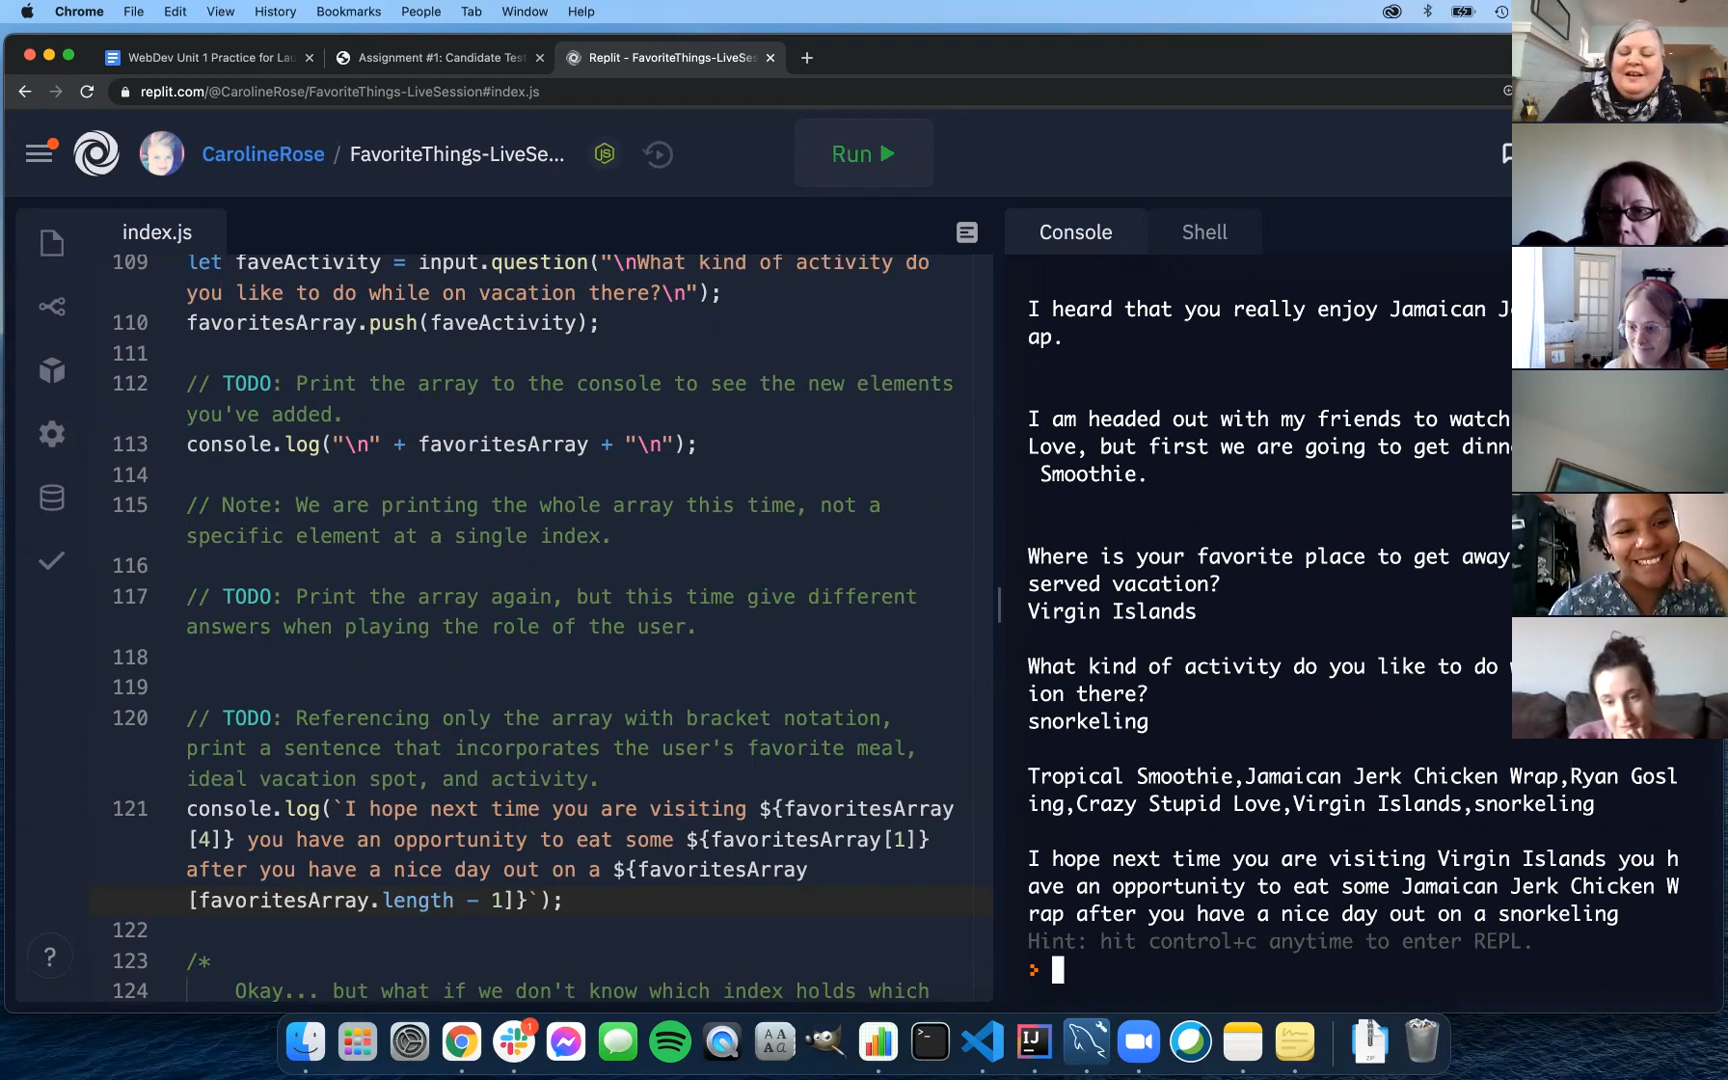 Chrome File Edit View History Bookmarks People Tab Window Help
WebDev Unit 1 Practice for Lau
Assignment #1: Candidate Test
Replit - FavoriteThings-LiveSes
replit.com/@CarolineRose/FavoriteThings-LiveSession#index.js
CarolineRose / FavoriteThings-LiveSe...
Run
index.js
109 let faveActivity = input.question("\nWhat kind of activity do
you like to do while on vacation there?\n");
110 favoritesArray.push(faveActivity);
111
112 // TODO: Print the array to the console to see the new elements
you've added.
113 console.log("\n" + favoritesArray + "\n");
114
115 // Note: We are printing the whole array this time, not a
specific element at a single index.
116
117 // TODO: Print the array again, but this time give different
answers when playing the role of the user.
118
119
120 // TODO: Referencing only the array with bracket notation,
print a sentence that incorporates the user's favorite meal,
ideal vacation spot, and activity.
121 console.log(`I hope next time you are visiting ${favoritesArray
[4]} you have an opportunity to eat some ${favoritesArray[1]}
after you have a nice day out on a ${favoritesArray
[favoritesArray.length - 1]}`);
122
123 /*
124 Okay... but what if we don't know which index holds which
Console Shell
I heard that you really enjoy Jamaican J
ap.
I am headed out with my friends to watch
Love, but first we are going to get dinn
Smoothie.
Where is your favorite place to get away
served vacation?
Virgin Islands
What kind of activity do you like to do w
ion there?
snorkeling
Tropical Smoothie,Jamaican Jerk Chicken Wrap,Ryan Gosl
ing,Crazy Stupid Love,Virgin Islands,snorkeling
I hope next time you are visiting Virgin Islands you h
ave an opportunity to eat some Jamaican Jerk Chicken W
rap after you have a nice day out on a snorkeling
Hint: hit control+c anytime to enter REPL.
>
?
1